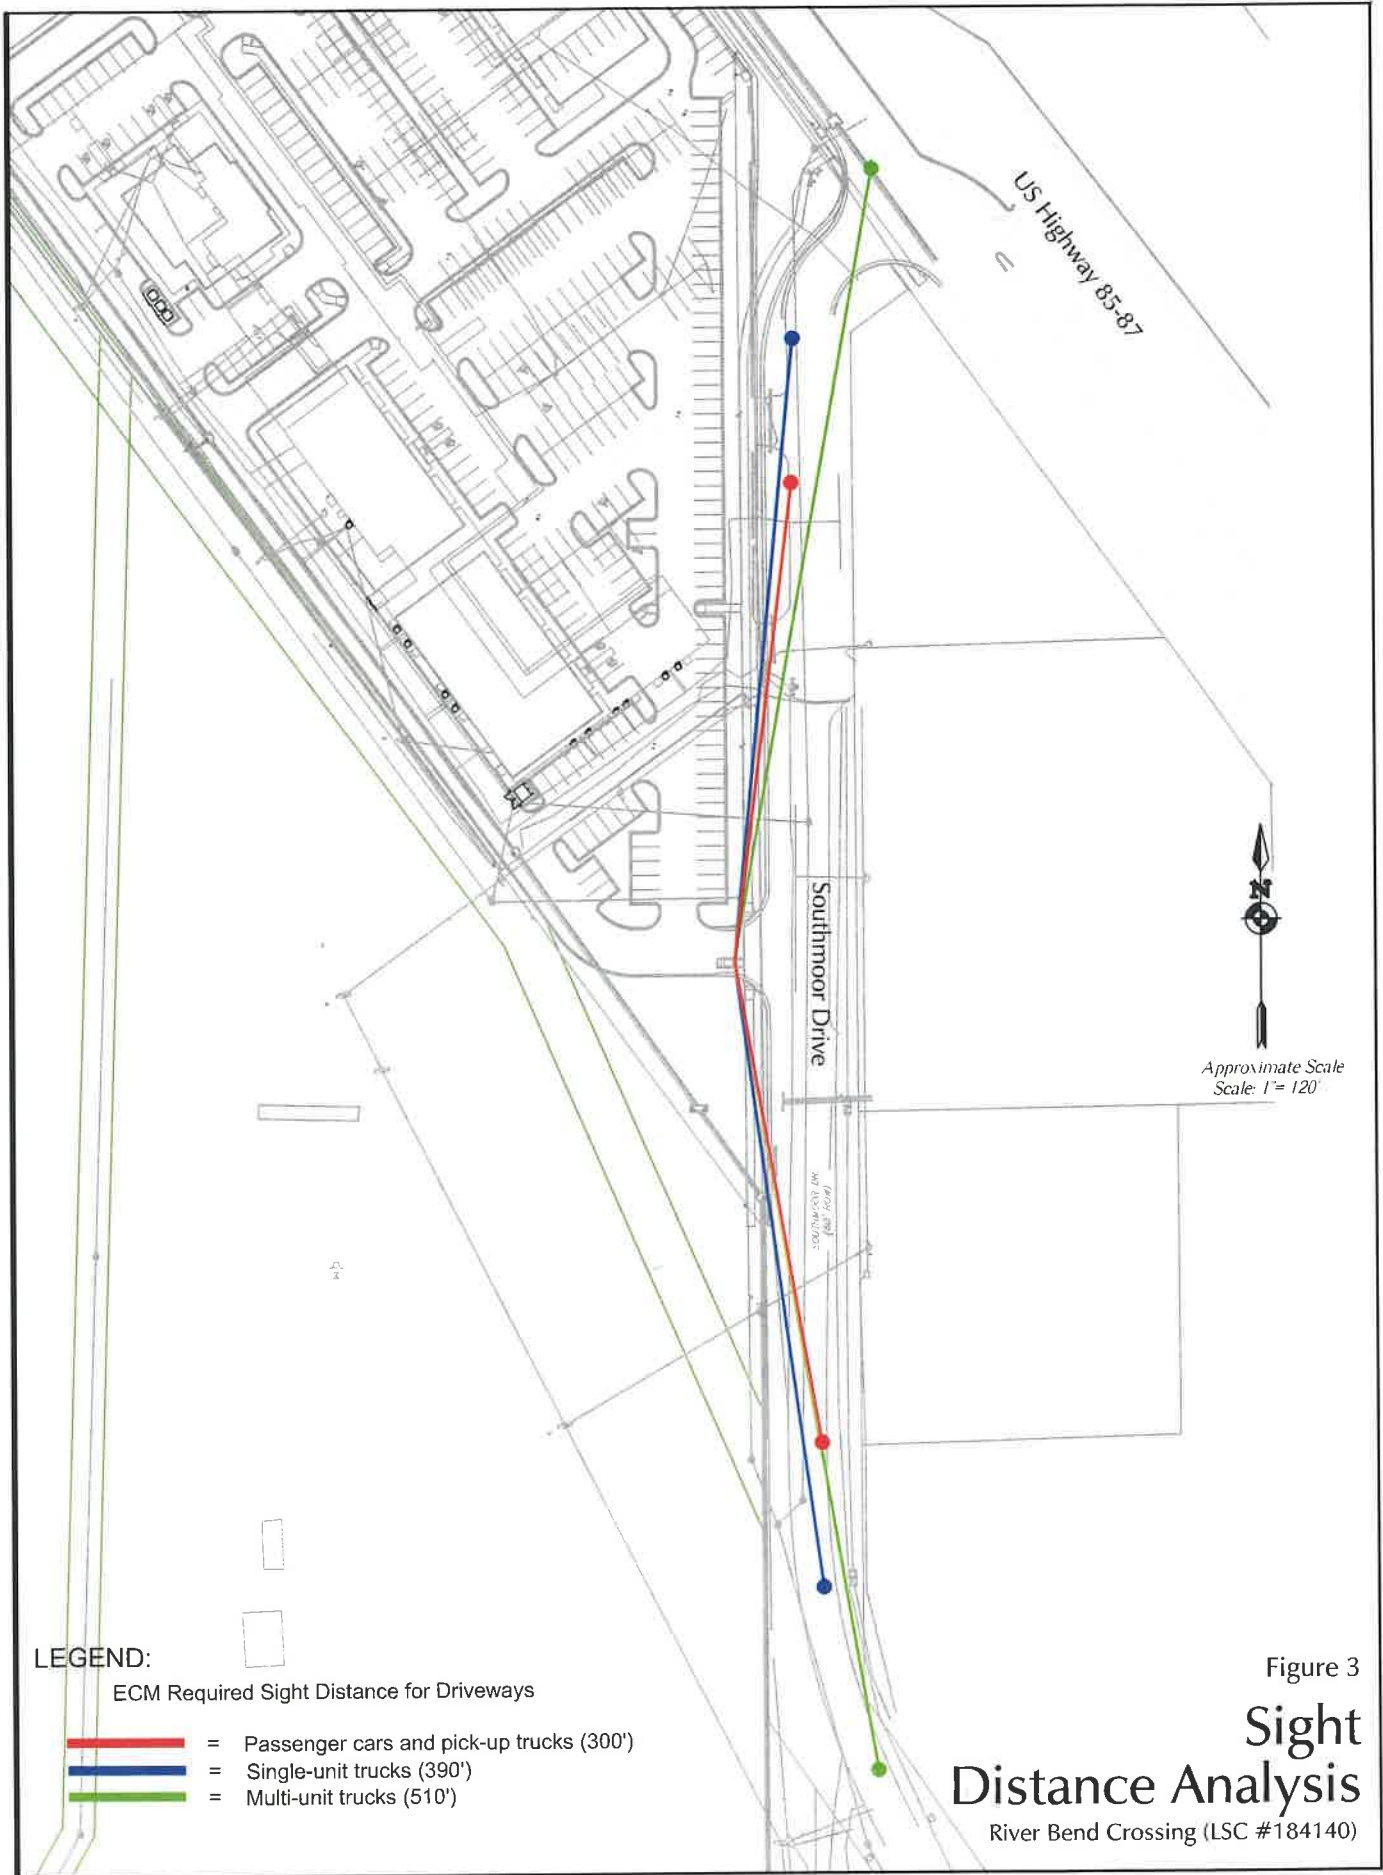 US Highway 85-87
Southmoor Drive
N
Approximate Scale
Scale: 1"= 120'
SOUTHMOOR DR.
LEGEND:
ECM Required Sight Distance for Driveways
= Passenger cars and pick-up trucks (300')
= Single-unit trucks (390')
= Multi-unit trucks (510')
Figure 3
Sight
Distance Analysis
River Bend Crossing (LSC #184140)